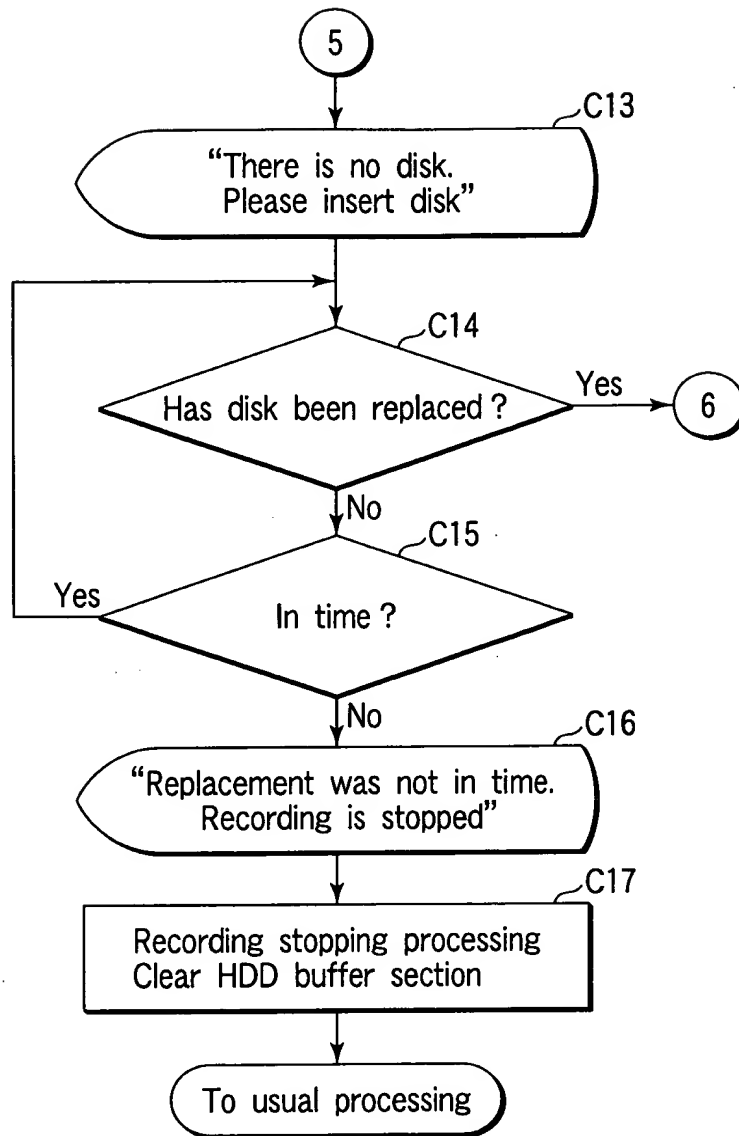 5
C13
“There is no disk.
Please insert disk”
C14
Has disk been replaced ?
Yes
6
No
C15
Yes
In time ?
No
C16
“Replacement was not in time.
Recording is stopped”
C17
Recording stopping processing
Clear HDD buffer section
To usual processing